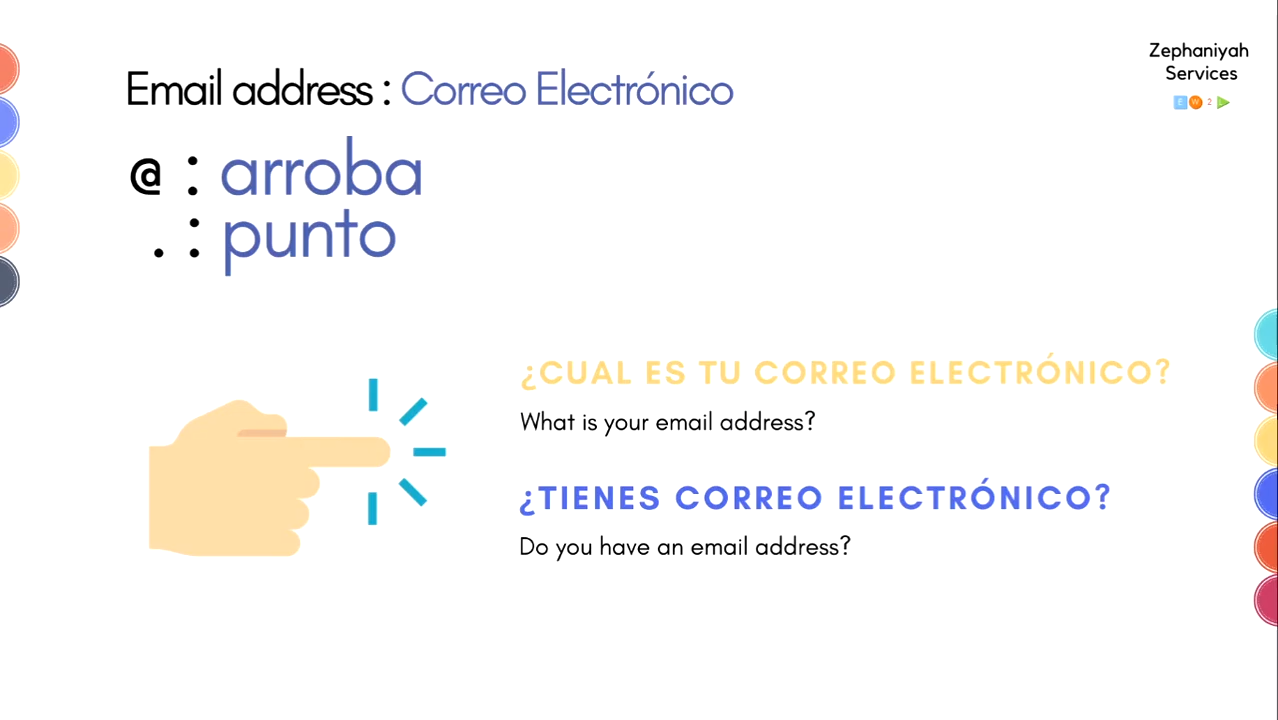 Zephaniyah
Services
E W 2
Email address : Correo Electrónico
@ : arroba
. : punto
¿CUAL ES TU CORREO ELECTRÓNICO?
What is your email address?
¿TIENES CORREO ELECTRÓNICO?
Do you have an email address?